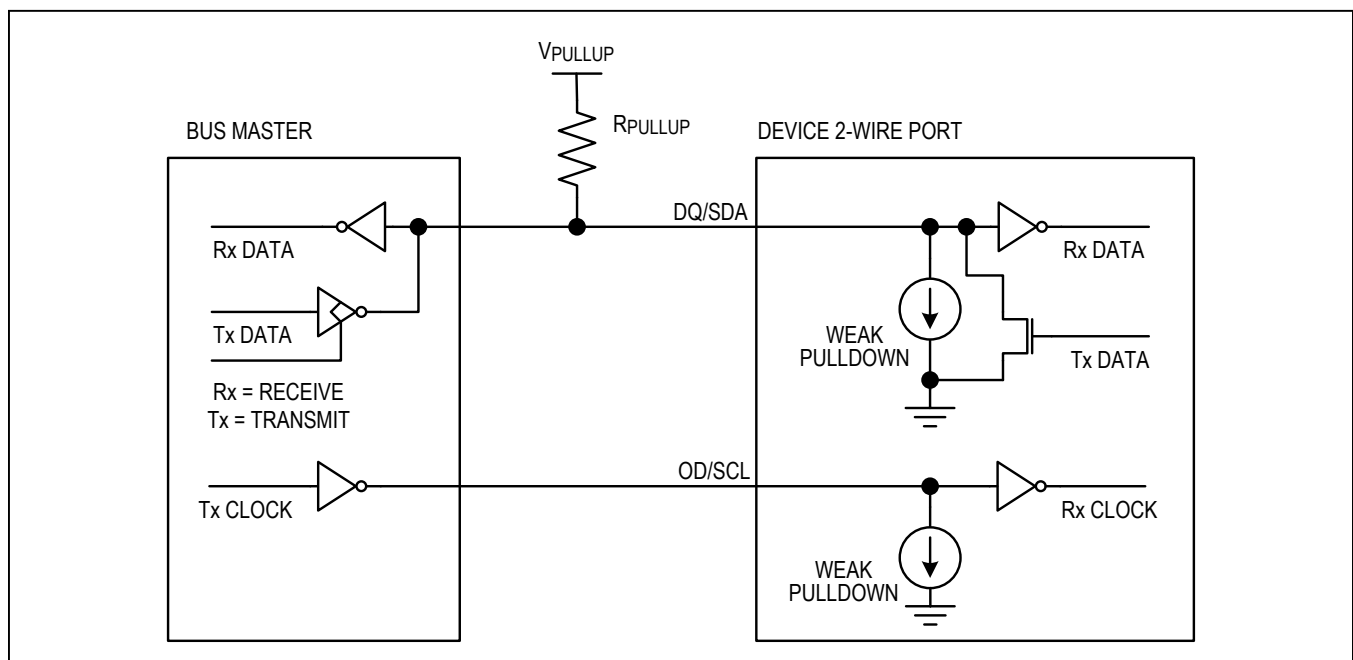 VPULLUP
BUS MASTER
RPULLUP
DEVICE 2-WIRE PORT
DQ/SDA
Rx DATA
Rx DATA
Tx DATA
WEAK
PULLDOWN
Tx DATA
Rx = RECEIVE
Tx = TRANSMIT
OD/SCL
Tx CLOCK
Rx CLOCK
WEAK
PULLDOWN